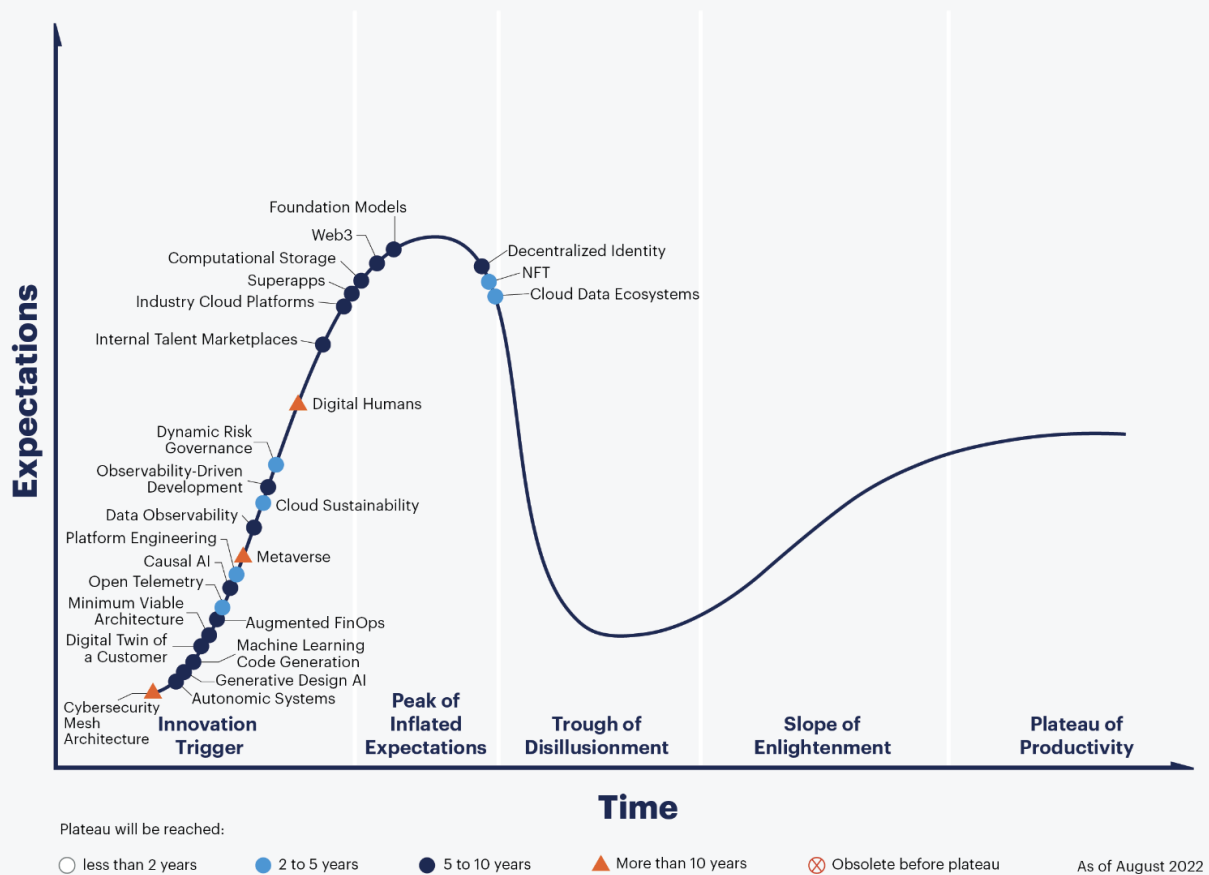 Expectations
Foundation Models
Web3
Computational Storage
Superapps
Industry Cloud Platforms
Internal Talent Marketplaces
Decentralized Identity
NFT
Cloud Data Ecosystems
Digital Humans
Dynamic Risk
Governance
Observability-Driven
Development
Cloud Sustainability
Data Observability
Platform Engineering
Metaverse
Causal AI
Open Telemetry
Minimum Viable
Architecture
Augmented FinOps
Digital Twin of
a Customer
Machine Learning
Code Generation
Generative Design AI
Autonomic Systems
Cybersecurity
Mesh
Architecture
Innovation
Trigger
Peak of
Inflated
Expectations
Trough of
Disillusionment
Slope of
Enlightenment
Plateau of
Productivity
Time
Plateau will be reached:
less than 2 years
2 to 5 years
5 to 10 years
More than 10 years
Obsolete before plateau
As of August 2022